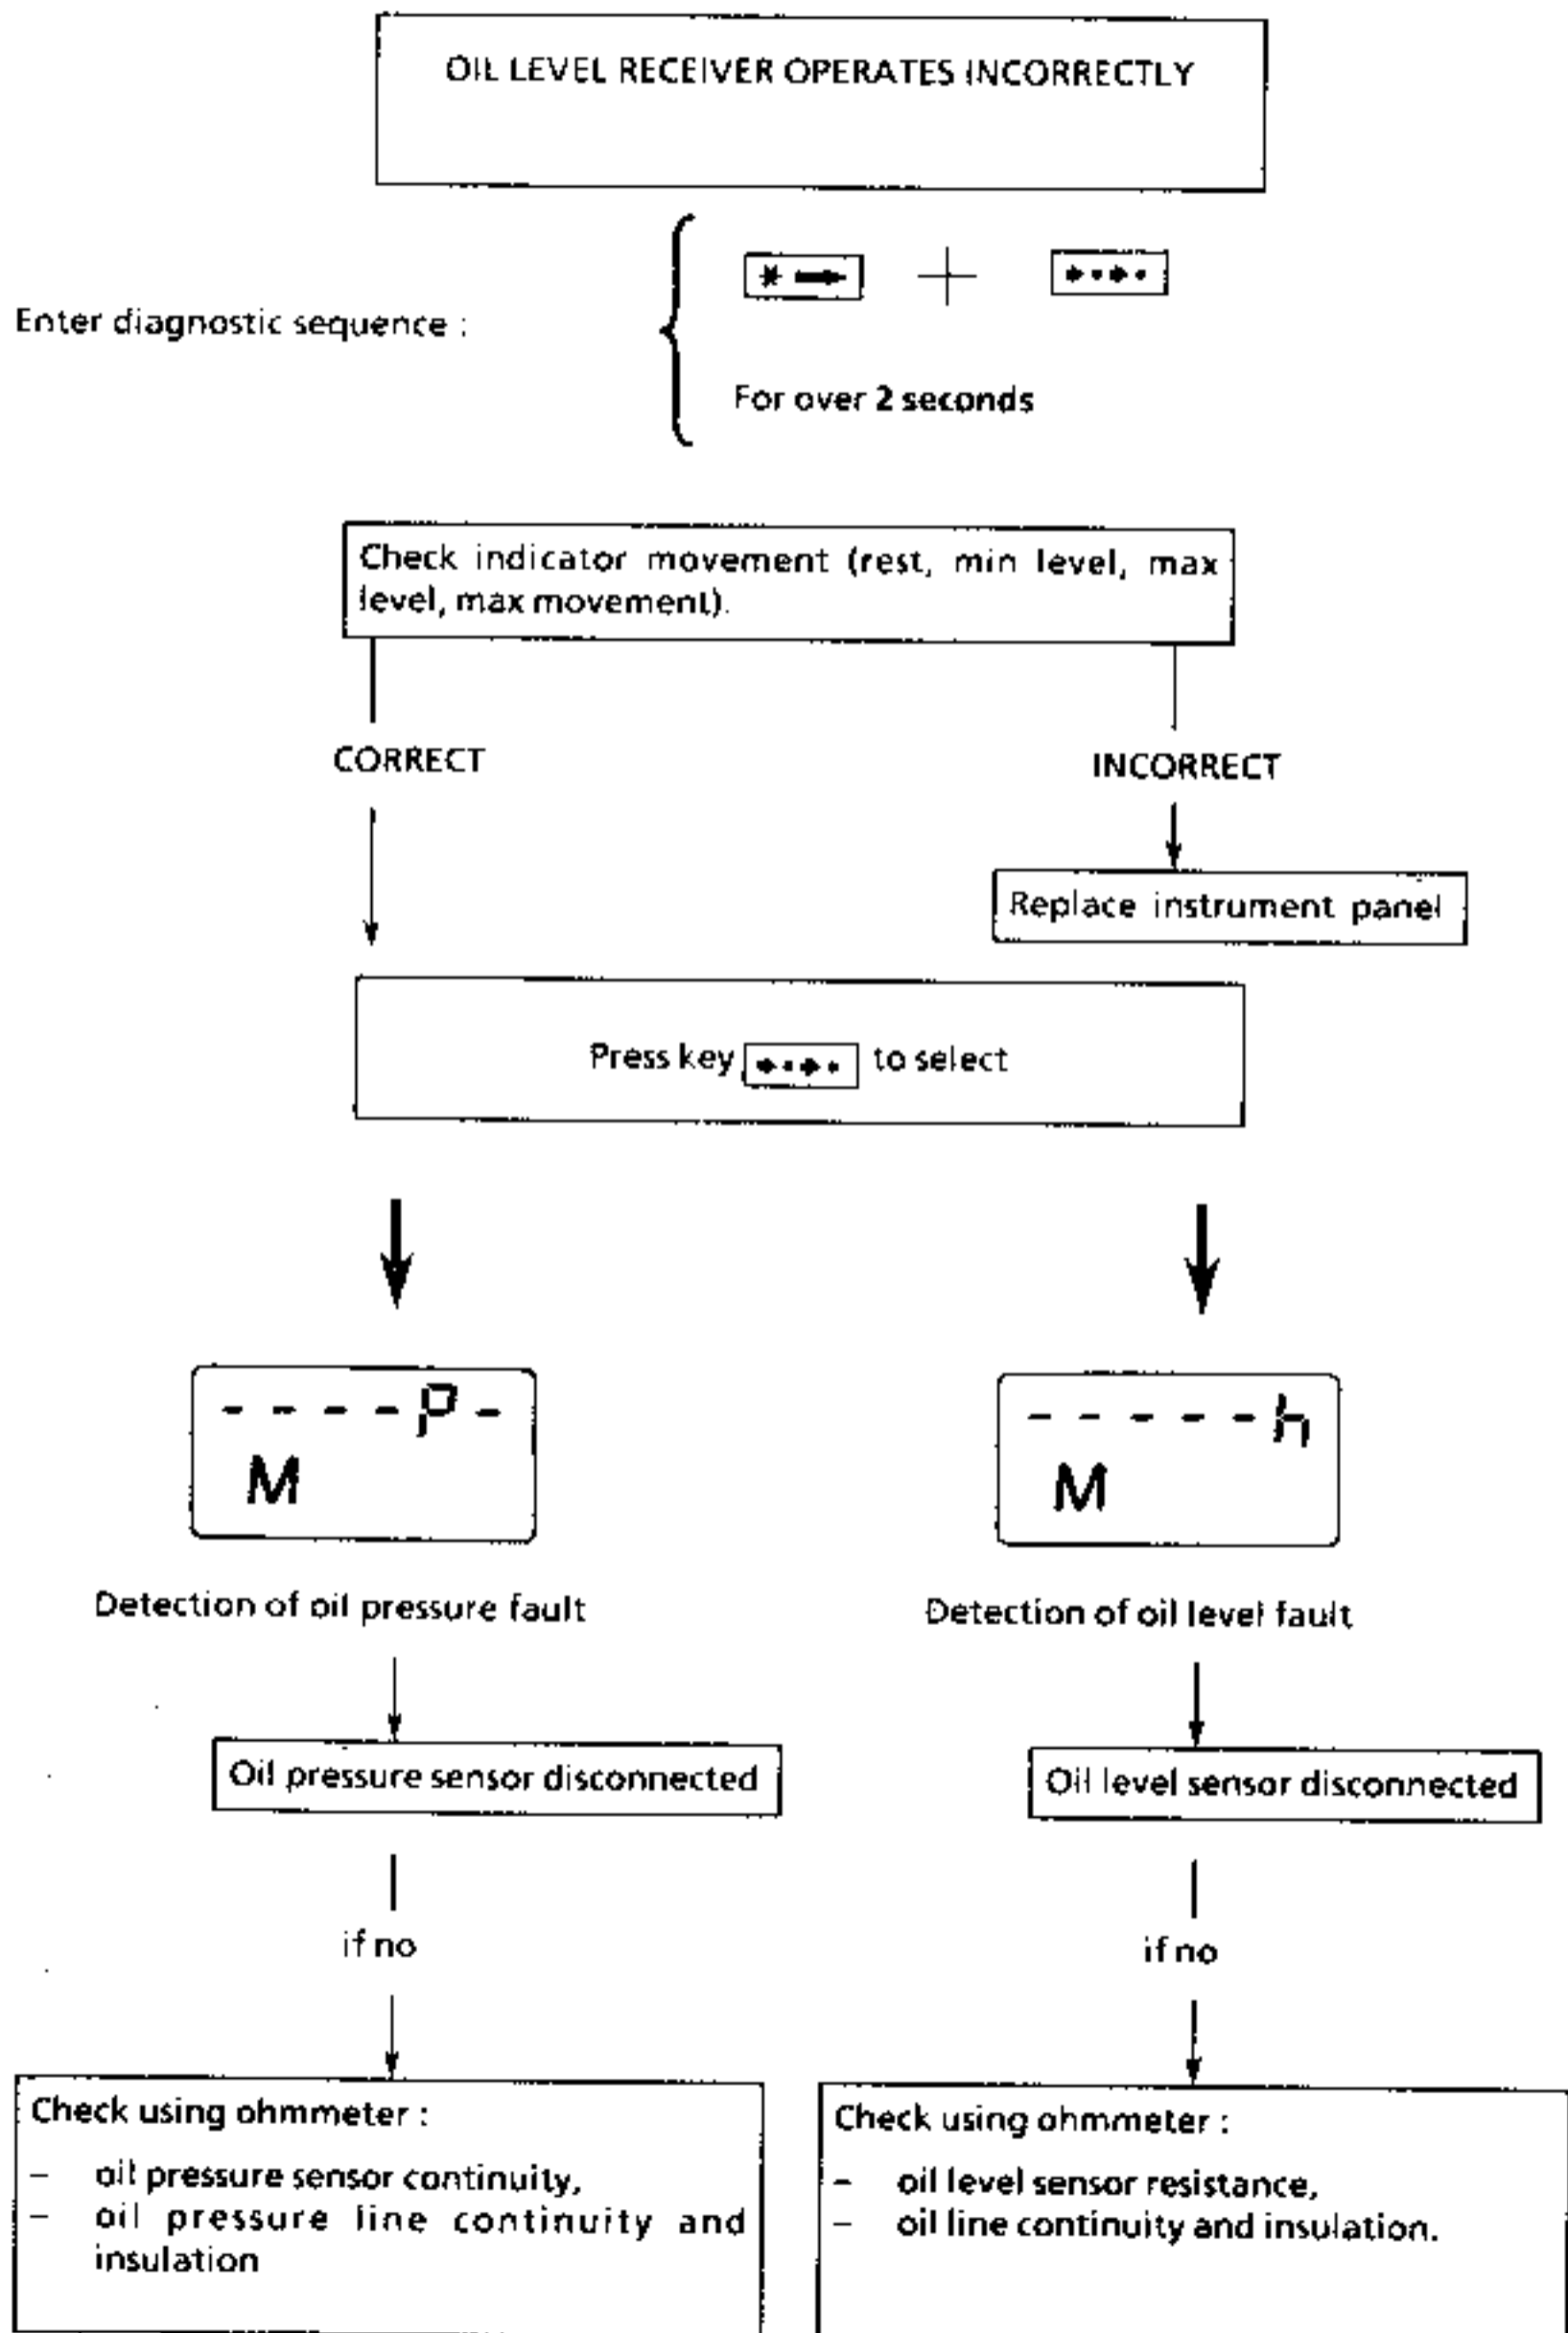 OIL LEVEL RECEIVER OPERATES INCORRECTLY
Enter diagnostic sequence :
* +
For over 2 seconds
Check indicator movement (rest, min level, max
level, max movement).
CORRECT
INCORRECT
Replace instrument panel
Press key to select
- - - - P -
M
- - - - - h
M
Detection of oil pressure fault
Detection of oil level fault
Oil pressure sensor disconnected
Oil level sensor disconnected
if no
if no
Check using ohmmeter :
- oil pressure sensor continuity,
- oil pressure line continuity and
insulation
Check using ohmmeter :
- oil level sensor resistance,
- oil line continuity and insulation.